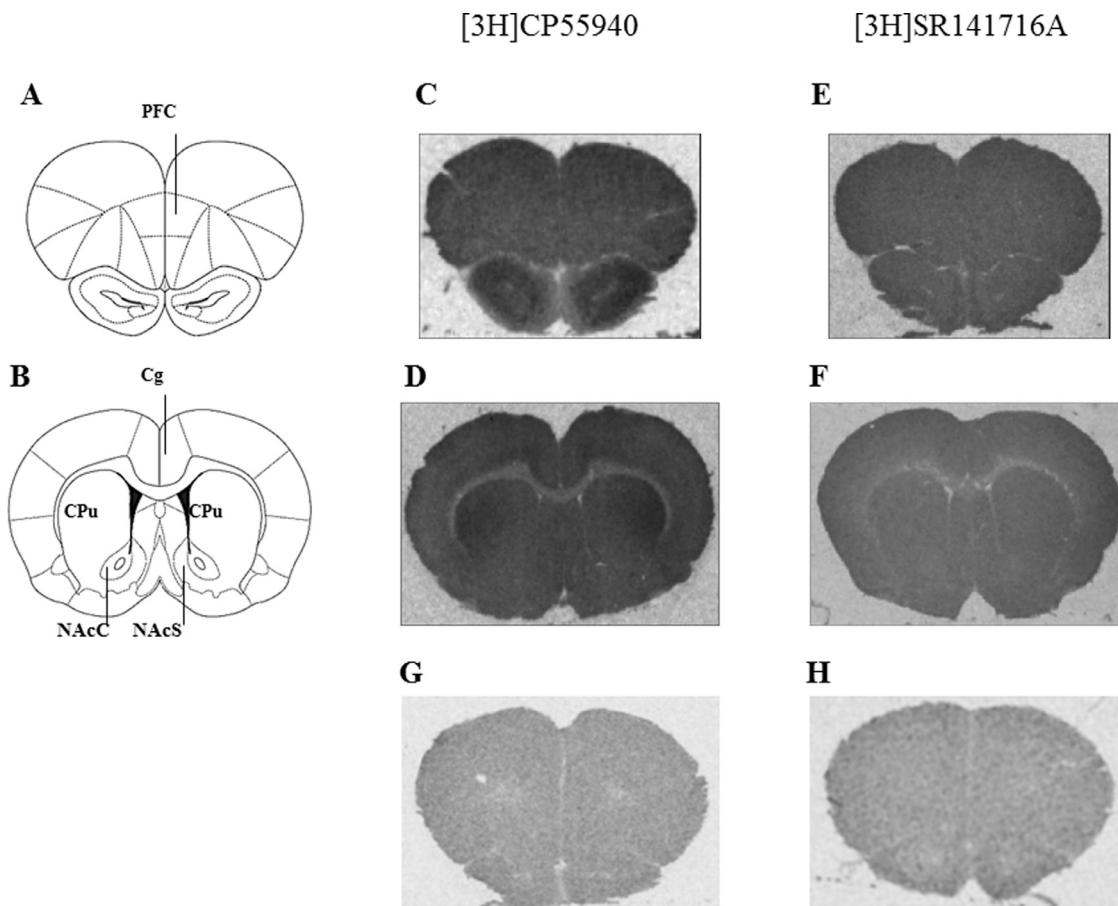 [3H]CP55940
[3H]SR141716A
A
PFC
C
E
B
Cg
D
F
CPu
CPu
NAcC
NAcS
G
H